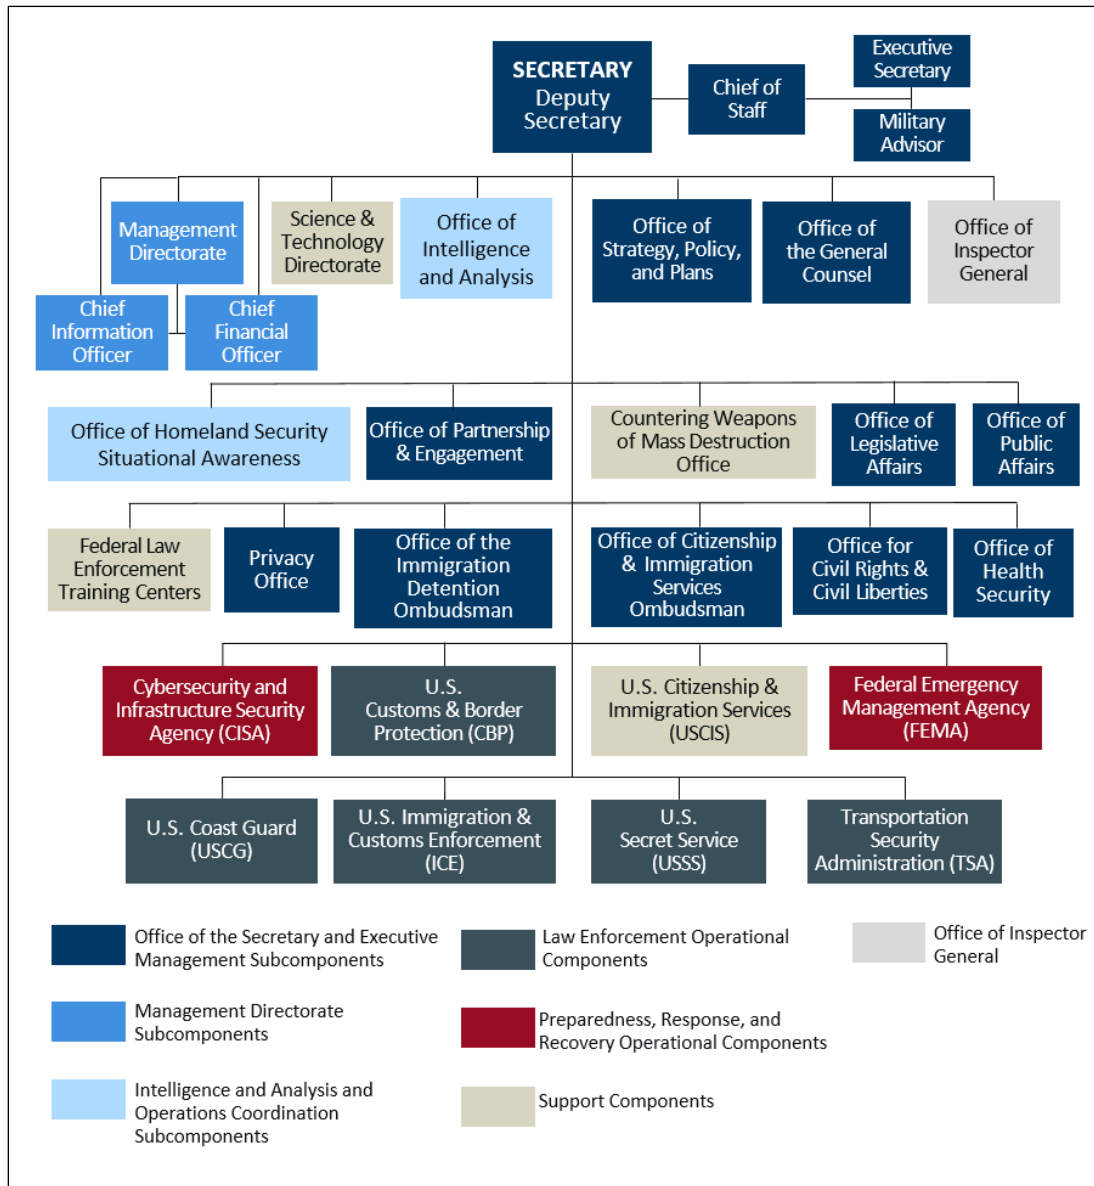 SECRETARY
Deputy
Secretary
Chief of
Staff
Executive
Secretary
Military
Advisor
Management
Directorate
Science &
Technology
Directorate
Office of
Intelligence
and Analysis
Office of
Strategy, Policy,
and Plans
Office of
the General
Counsel
Office of
Inspector
General
Chief
Information
Officer
Chief
Financial
Officer
Office of Homeland Security
Situational Awareness
Office of Partnership
& Engagement
Countering Weapons
of Mass Destruction
Office
Office of
Legislative
Affairs
Office of
Public
Affairs
Federal Law
Enforcement
Training Centers
Privacy
Office
Office of the
Immigration
Detention
Ombudsman
Office of Citizenship
& Immigration
Services
Ombudsman
Office for
Civil Rights &
Civil Liberties
Office of
Health
Security
Cybersecurity and
Infrastructure Security
Agency (CISA)
U.S.
Customs & Border
Protection (CBP)
U.S. Citizenship &
Immigration Services
(USCIS)
Federal Emergency
Management Agency
(FEMA)
U.S. Coast Guard
(USCG)
U.S. Immigration &
Customs Enforcement
(ICE)
U.S.
Secret Service
(USSS)
Transportation
Security
Administration (TSA)
Office of the Secretary and Executive
Management Subcomponents
Law Enforcement Operational
Components
Office of Inspector
General
Management Directorate
Subcomponents
Preparedness, Response, and
Recovery Operational Components
Intelligence and Analysis and
Operations Coordination
Subcomponents
Support Components